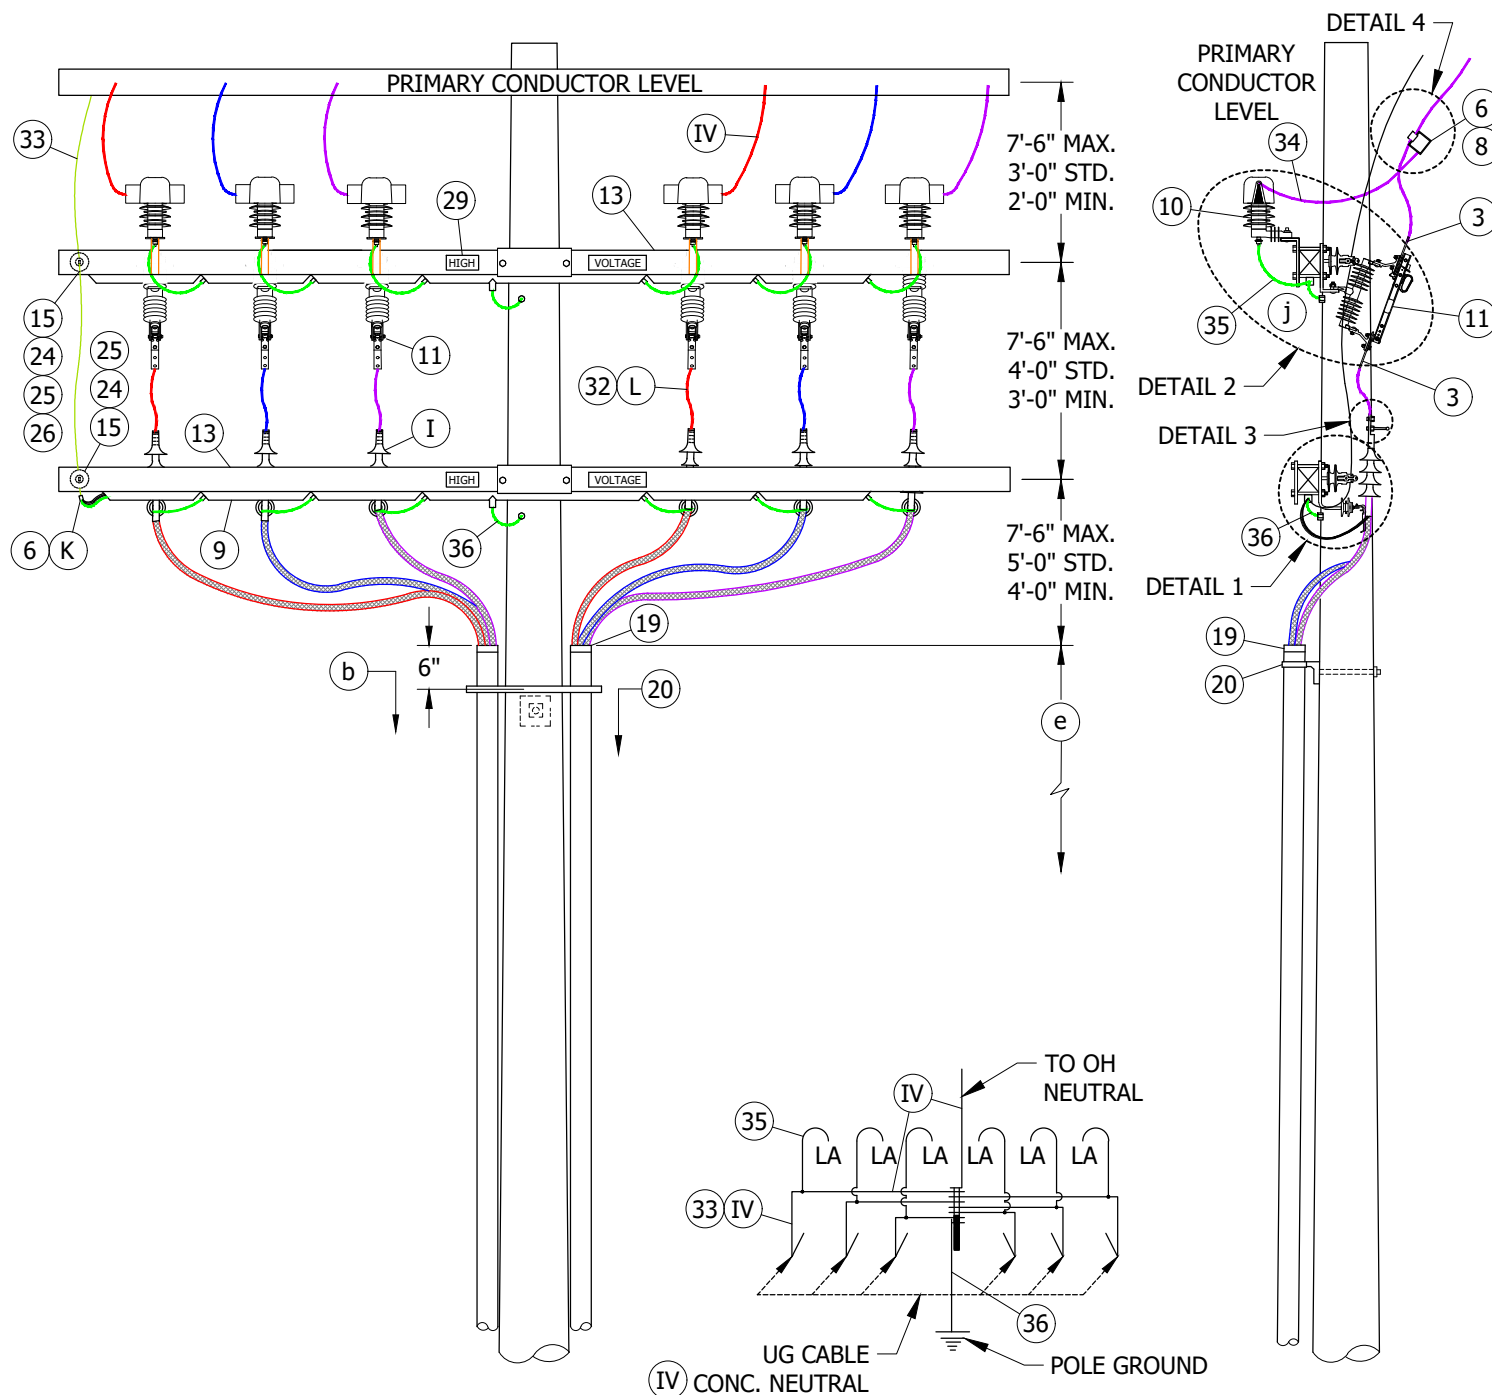 DETAIL 4
PRIMARY CONDUCTOR LEVEL
PRIMARY
CONDUCTOR
LEVEL
6
8
33
IV
7'-6" MAX.
3'-0" STD.
2'-0" MIN.
34
10
3
29
13
HIGH
VOLTAGE
15
24
25
26
25
24
15
11
32 L
I
13
7'-6" MAX.
4'-0" STD.
3'-0" MIN.
35
j
11
DETAIL 2
3
DETAIL 3
HIGH
VOLTAGE
6 K
9
36
7'-6" MAX.
5'-0" STD.
4'-0" MIN.
36
DETAIL 1
19
b
6"
20
e
19
20
TO OH
NEUTRAL
IV
35
LA LA LA LA LA LA
33 IV
36
UG CABLE
IV CONC. NEUTRAL
POLE GROUND